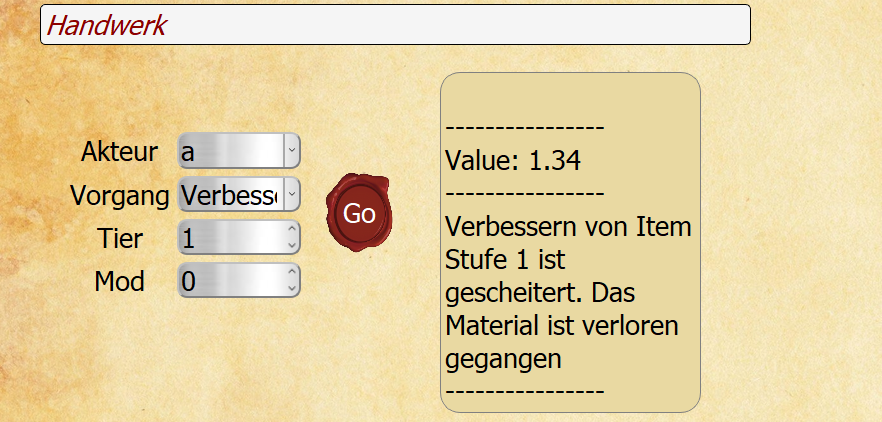 Handwerk
Akteur a
Vorgang Verbesse
Tier 1
Mod 0
Go
----------------
Value: 1.34
----------------
Verbessern von Item
Stufe 1 ist
gescheitert. Das
Material ist verloren
gegangen
----------------